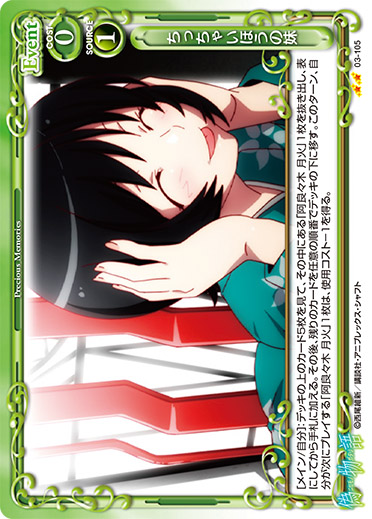 Event
COST 0
SOURCE 1
ちっちゃいほうの妹
Precious Memories
[メイン/自分]:デッキの上のカード5枚を見て、その中にある「阿良々木 月火」1枚を抜き出し、表
にしてから手札に加える。その後、残りのカードを任意の順番でデッキの下に移す。このターン、自
分が次にプレイする「阿良々木 月火」1枚は、使用コスト-1を得る。
偽物語
©西尾維新/講談社・アニプレックス・シャフト
03-105